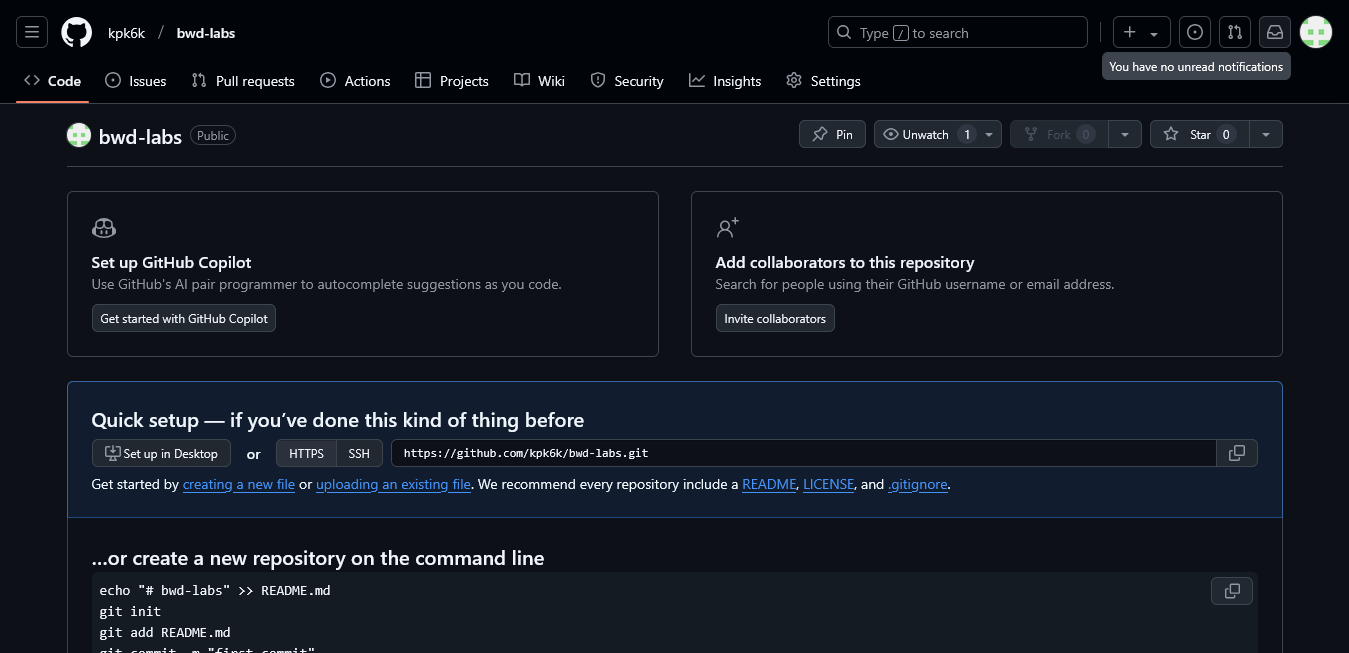 kpk6k / bwd-labs
Type / to search
You have no unread notifications
Code Issues Pull requests Actions Projects Wiki Security Insights Settings
bwd-labs Public
Pin Unwatch 1 Fork 0 Star 0
Set up GitHub Copilot
Use GitHub's AI pair programmer to autocomplete suggestions as you code.
Get started with GitHub Copilot
Add collaborators to this repository
Search for people using their GitHub username or email address.
Invite collaborators
Quick setup — if you’ve done this kind of thing before
Set up in Desktop or HTTPS SSH https://github.com/kpk6k/bwd-labs.git
Get started by creating a new file or uploading an existing file. We recommend every repository include a README, LICENSE, and .gitignore.
…or create a new repository on the command line
echo "# bwd-labs" >> README.md
git init
git add README.md
git commit -m "first commit"